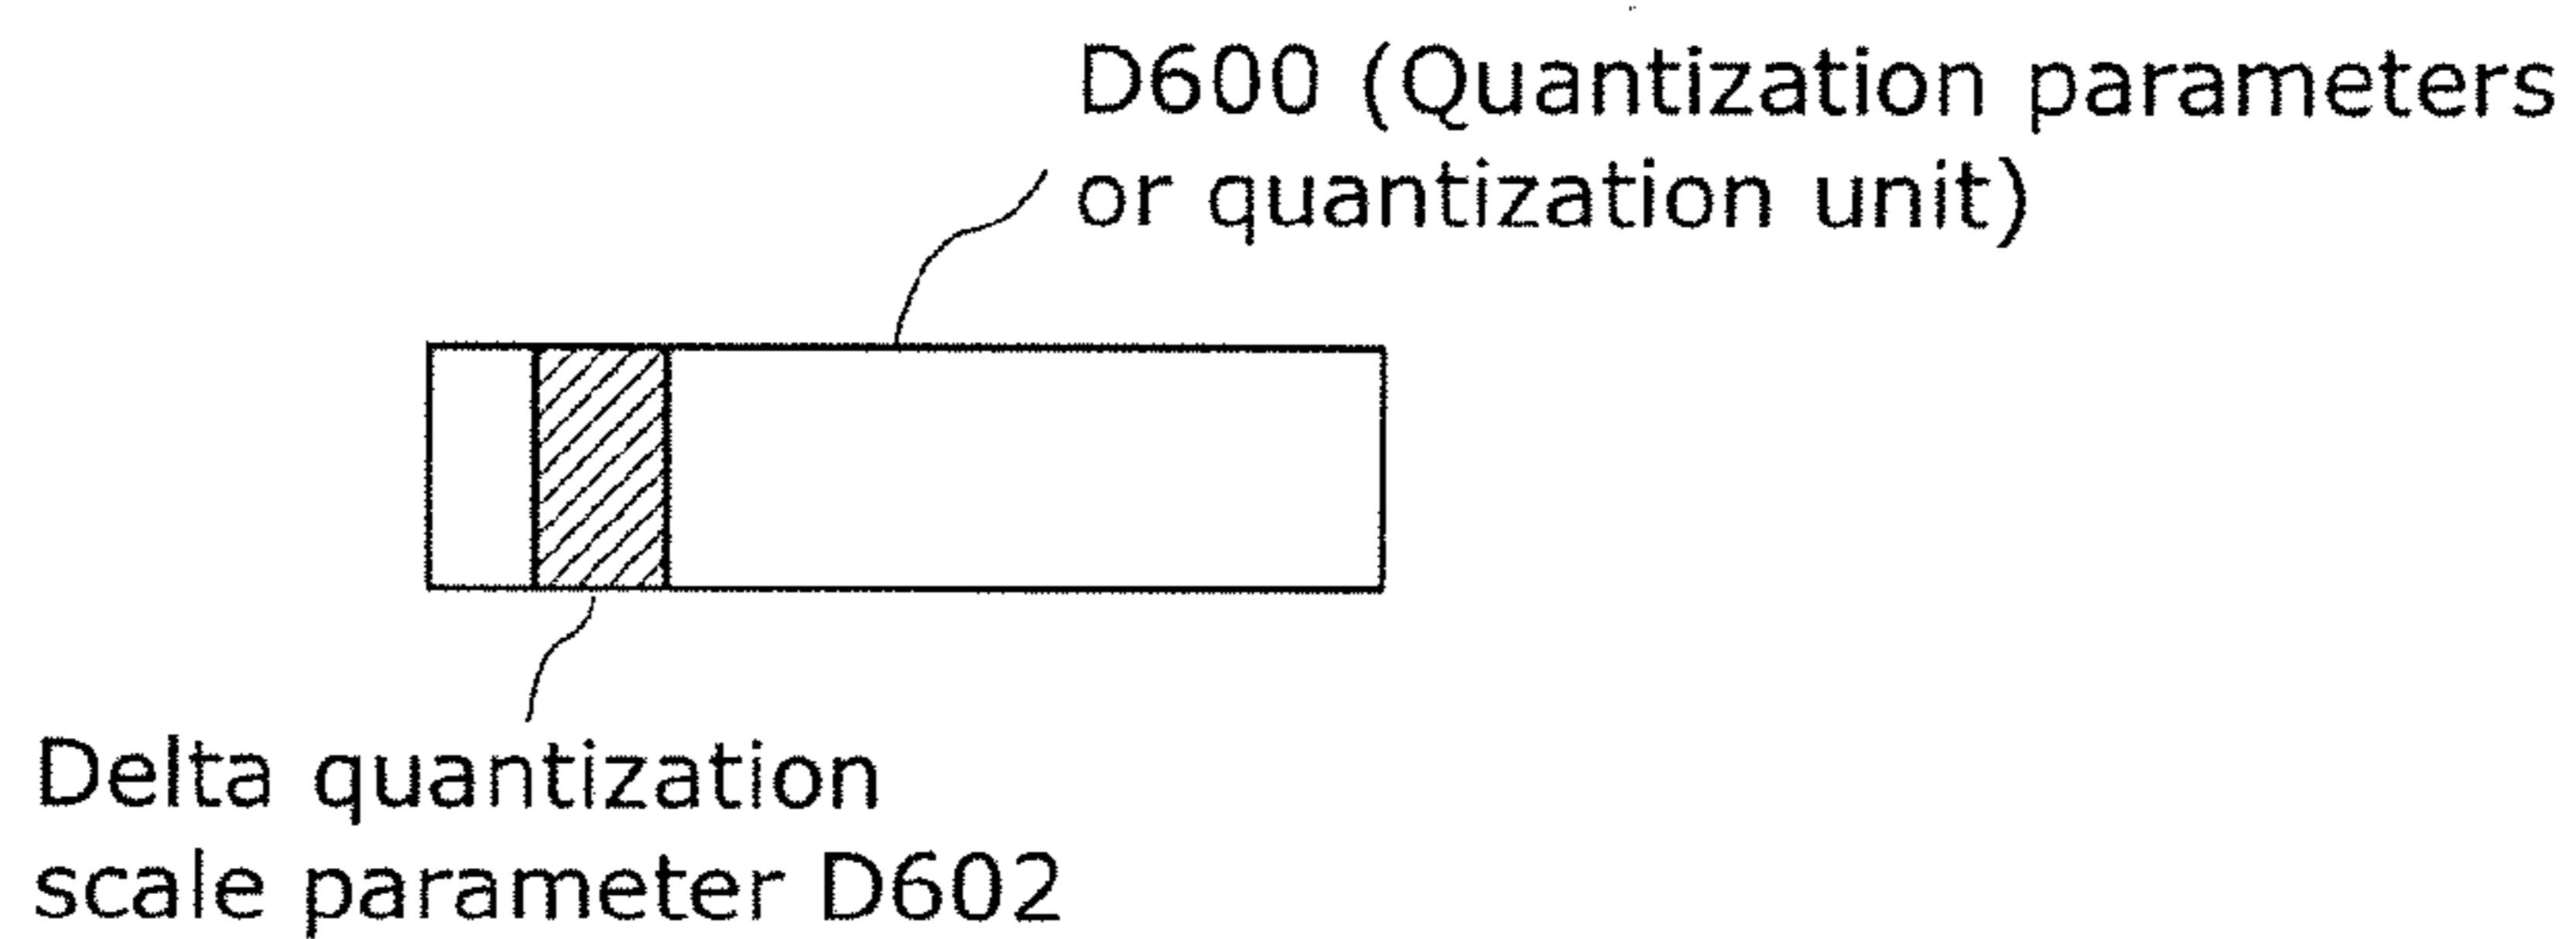 D600 (Quantization parameters
or quantization unit)
Delta quantization
scale parameter D602